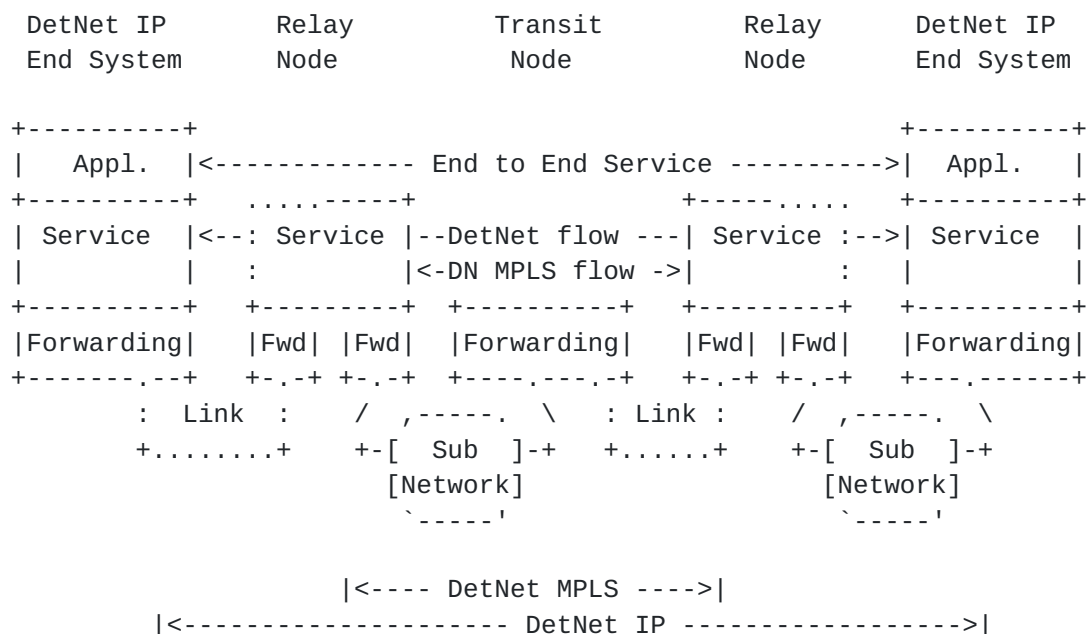 DetNet IP       Relay         Transit         Relay       DetNet IP
 End System      Node           Node           Node        End System

+----------+                                             +----------+
|   Appl.  |<------------- End to End Service ---------->|   Appl.  |
+----------+   .....-----+                 +-----.....   +----------+
| Service  |<--: Service |--DetNet flow ---| Service :-->| Service  |
|          |   :         |<-DN MPLS flow ->|         :   |          |
+----------+   +---------+  +----------+   +---------+   +----------+
|Forwarding|   |Fwd| |Fwd|  |Forwarding|   |Fwd| |Fwd|   |Forwarding|
+-------.--+   +-.-+ +-.-+  +----.---.-+   +-.-+ +-.-+   +---.------+
        :  Link  :    /  ,-----.  \   : Link :    /  ,-----.  \
        +........+    +-[  Sub  ]-+   +......+    +-[  Sub  ]-+
                        [Network]                   [Network]
                         `-----'                     `-----'

                     |<---- DetNet MPLS ---->|
         |<--------------------- DetNet IP ------------------>|